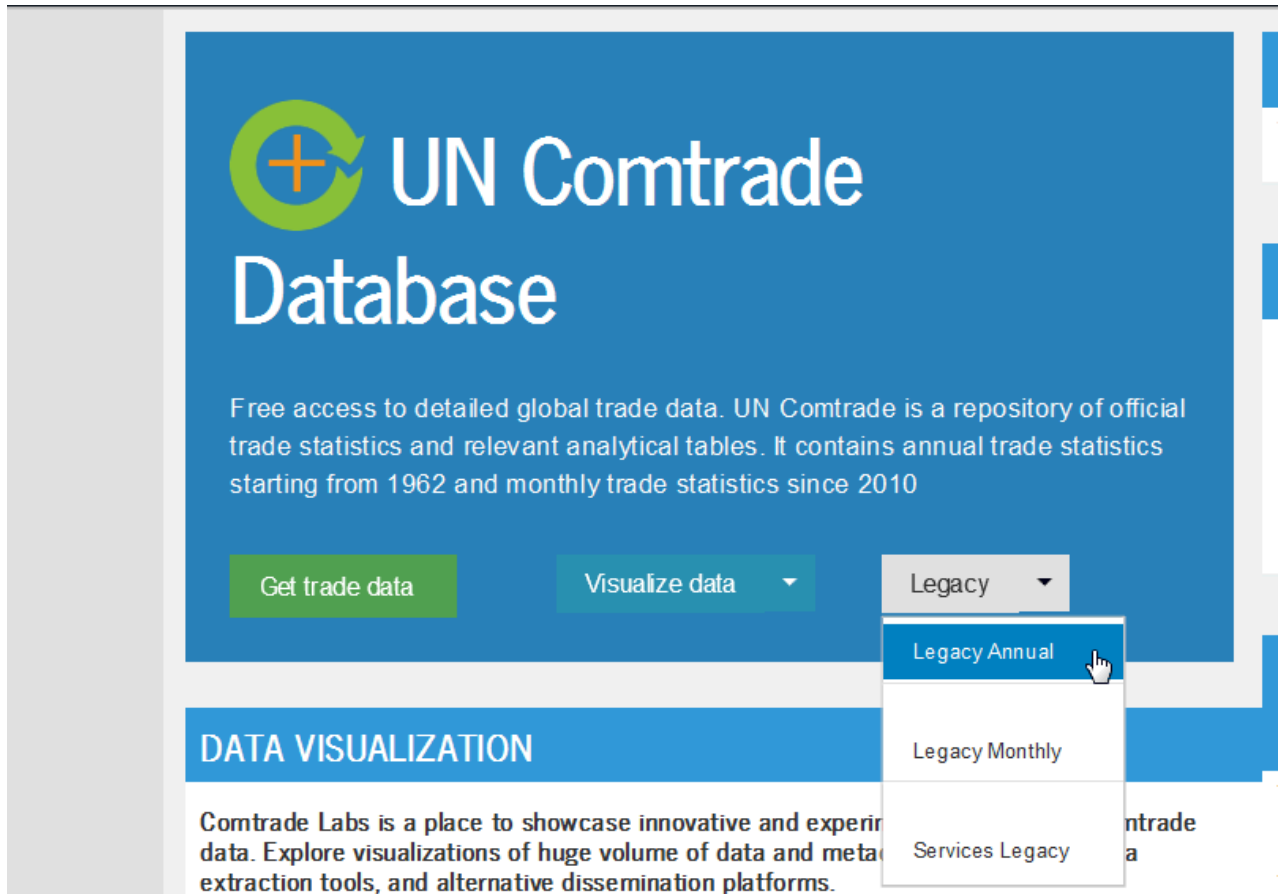 UN Comtrade
Database
Free access to detailed global trade data. UN Comtrade is a repository of official
trade statistics and relevant analytical tables. It contains annual trade statistics
starting from 1962 and monthly trade statistics since 2010
Get trade data
Visualize data
Legacy
Legacy Annual
Legacy Monthly
Services Legacy
DATA VISUALIZATION
Comtrade Labs is a place to showcase innovative and
data. Explore visualizations of huge volume of data and a
extraction tools, and alternative dissemination platforms.